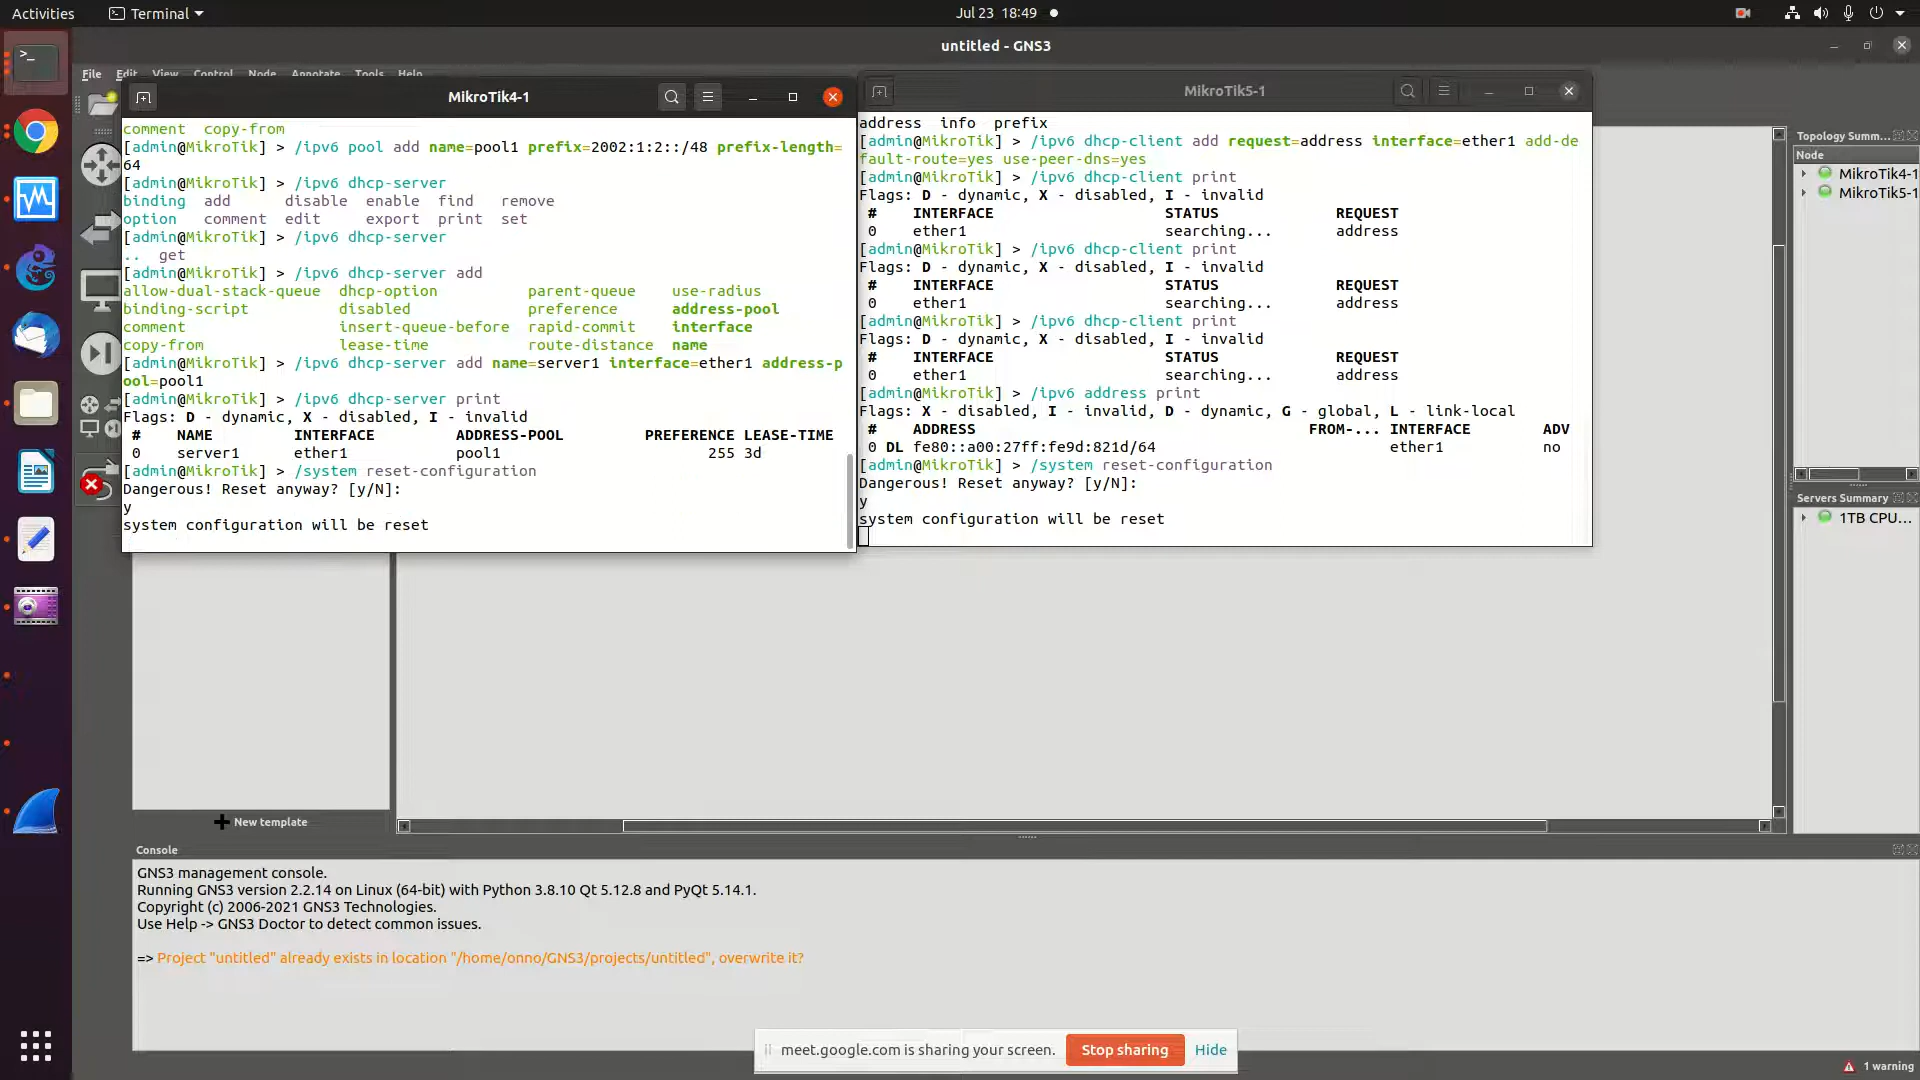 Activities
Terminal
Jul 23 18:49
untitled - GNS3
File Edit View Control Node Annotate Tools Help
MikroTik4-1
comment copy-from
[admin@MikroTik] > /ipv6 pool add name=pool1 prefix=2002:1:2::/48 prefix-length=
64
[admin@MikroTik] > /ipv6 dhcp-server
binding add disable enable find remove
option comment edit export print set
[admin@MikroTik] > /ipv6 dhcp-server
.. get
[admin@MikroTik] > /ipv6 dhcp-server add
allow-dual-stack-queue dhcp-option parent-queue use-radius
binding-script disabled preference address-pool
comment insert-queue-before rapid-commit interface
copy-from lease-time route-distance name
[admin@MikroTik] > /ipv6 dhcp-server add name=server1 interface=ether1 address-p
ool=pool1
[admin@MikroTik] > /ipv6 dhcp-server print
Flags: D - dynamic, X - disabled, I - invalid
# NAME INTERFACE ADDRESS-POOL PREFERENCE LEASE-TIME
0 server1 ether1 pool1 255 3d
[admin@MikroTik] > /system reset-configuration
Dangerous! Reset anyway? [y/N]:
y
system configuration will be reset
MikroTik5-1
address info prefix
[admin@MikroTik] > /ipv6 dhcp-client add request=address interface=ether1 add-de
fault-route=yes use-peer-dns=yes
[admin@MikroTik] > /ipv6 dhcp-client print
Flags: D - dynamic, X - disabled, I - invalid
# INTERFACE STATUS REQUEST
0 ether1 searching... address
[admin@MikroTik] > /ipv6 dhcp-client print
Flags: D - dynamic, X - disabled, I - invalid
# INTERFACE STATUS REQUEST
0 ether1 searching... address
[admin@MikroTik] > /ipv6 dhcp-client print
Flags: D - dynamic, X - disabled, I - invalid
# INTERFACE STATUS REQUEST
0 ether1 searching... address
[admin@MikroTik] > /ipv6 address print
Flags: X - disabled, I - invalid, D - dynamic, G - global, L - link-local
# ADDRESS FROM-... INTERFACE ADV
0 DL fe80::a00:27ff:fe9d:821d/64 ether1 no
[admin@MikroTik] > /system reset-configuration
Dangerous! Reset anyway? [y/N]:
y
system configuration will be reset
Topology Summ...
Node
MikroTik4-1
MikroTik5-1
Servers Summary
1TB CPU...
New template
Console
GNS3 management console.
Running GNS3 version 2.2.14 on Linux (64-bit) with Python 3.8.10 Qt 5.12.8 and PyQt 5.14.1.
Copyright (c) 2006-2021 GNS3 Technologies.
Use Help -> GNS3 Doctor to detect common issues.
=> Project "untitled" already exists in location "/home/onno/GNS3/projects/untitled", overwrite it?
meet.google.com is sharing your screen.
Stop sharing
Hide
1 warning